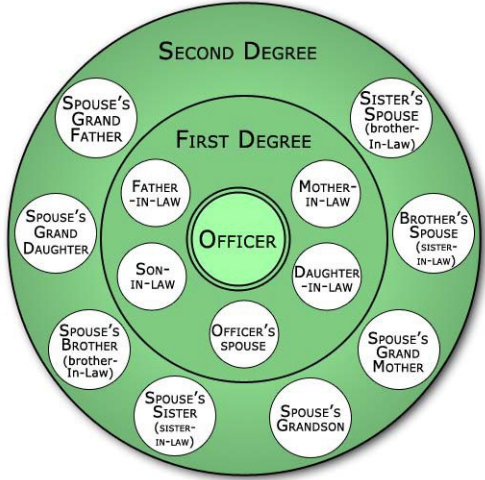 SECOND DEGREE
SPOUSE'S
GRAND
FATHER
SISTER'S
SPOUSE
(brother-
In-Law)
FIRST DEGREE
FATHER
-IN-LAW
MOTHER-
IN-LAW
SPOUSE'S
GRAND
DAUGHTER
OFFICER
BROTHER'S
SPOUSE
(SISTER-
IN-LAW)
SON-
IN-LAW
DAUGHTER
-IN-LAW
OFFICER'S
SPOUSE
SPOUSE'S
BROTHER
(brother-
In-Law)
SPOUSE'S
GRAND
MOTHER
SPOUSE'S
SISTER
(SISTER-
IN-LAW)
SPOUSE'S
GRANDSON